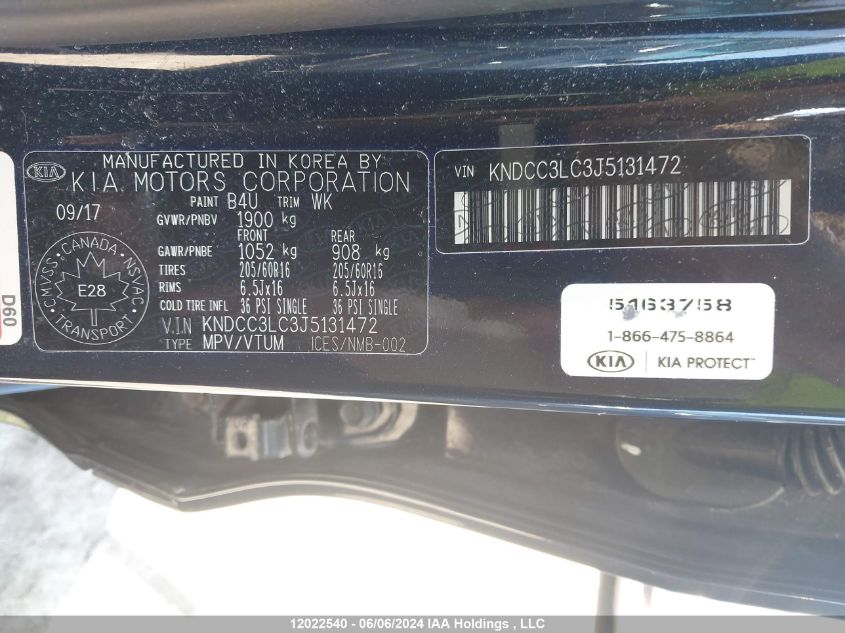 KIA
MANUFACTURED IN KOREA BY
KIA MOTORS CORPORATION
09/17
PAINT B4U TRIM WK
GVWR/PNBV 1900 kg
FRONT REAR
GAWR/PNBE 1052 kg 908 kg
TIRES 205/60R16 205/60R16
RIMS 6.5Jx16 6.5Jx16
COLD TIRE INFL 36 PSI SINGLE 36 PSI SINGLE
V.I.N KNDCC3LC3J5131472
TYPE MPV/VTUM ICES/NMB-002
CMVSS · CANADA · NSVAC
E28
TRANSPORT
D60
VIN KNDCC3LC3J5131472
5163758
1-866-475-8864
KIA KIA PROTECT™
12022540 - 06/06/2024 IAA Holdings , LLC